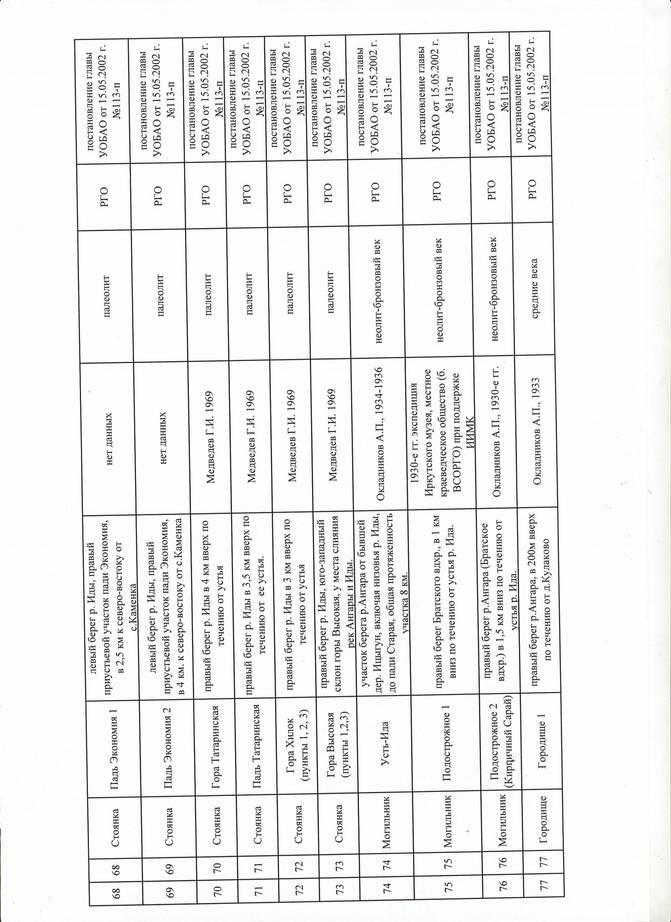 68 68 Стоянка Падь Экономия 1 левый берег р. Иды, правый
приустьевой участок пади Экономия,
в 2,5 км к северо-востоку от
с.Каменка
нет данных палеолит РГО постановление главы
УОБАО от 15.05.2002 г.
№113-п
69 69 Стоянка Падь Экономия 2 левый берег р. Иды, правый
приустьевой участок пади Экономия,
в 4 км. к северо-востоку от с.Каменка
нет данных палеолит РГО постановление главы
УОБАО от 15.05.2002 г.
№113-п
70 70 Стоянка Гора Татаринская правый берег р. Иды в 4 км вверх по
течению от устья
Медведев Г.И. 1969 палеолит РГО постановление главы
УОБАО от 15.05.2002 г.
№113-п
71 71 Стоянка Падь Татаринская правый берег р. Иды в 3,5 км вверх по
течению от ее устья.
Медведев Г.И. 1969 палеолит РГО постановление главы
УОБАО от 15.05.2002 г.
№113-п
72 72 Стоянка Гора Хилок
(пункты 1, 2, 3)
правый берег р. Иды в 3 км вверх по
течению от устья
Медведев Г.И. 1969 палеолит РГО постановление главы
УОБАО от 15.05.2002 г.
№113-п
73 73 Стоянка Гора Высокая
(пункты 1,2,3)
правый берег р. Иды, юго-западный
склон горы Высокая, у места слияния
рек Ангары и Иды.
Медведев Г.И. 1969 палеолит РГО постановление главы
УОБАО от 15.05.2002 г.
№113-п
74 74 Могильник Усть-Ида участок берега р.Ангара от бывшей
дер. Ицыгун, включая низовья р. Иды,
до пади Старая, общая протяженность
участка 8 км.
Окладников А.П., 1934-1936 неолит-бронзовый век РГО постановление главы
УОБАО от 15.05.2002 г.
№113-п
75 75 Могильник Подострожное 1 правый берег Братского вдхр., в 1 км
вниз по течению от устья р. Ида.
1930-е гг. экспедиция
Иркутского музея, местное
краеведческое общество (б.
ВСОРГО) при поддержке
ИИМК
неолит-бронзовый век РГО постановление главы
УОБАО от 15.05.2002 г.
№113-п
76 76 Могильник Подострожное 2
(Кирпичный Сарай)
правый берег р.Ангара (Братское
вдхр.) в 1,5 км вниз по течению от
устья р. Ида.
Окладников А.П., 1930-е гг. неолит-бронзовый век РГО постановление главы
УОБАО от 15.05.2002 г.
№113-п
77 77 Городище Городище 1 правый берег р.Ангара, в 200м вверх
по течению от д.Кулаково
Окладников А.П., 1933 средние века РГО постановление главы
УОБАО от 15.05.2002 г.
№113-п